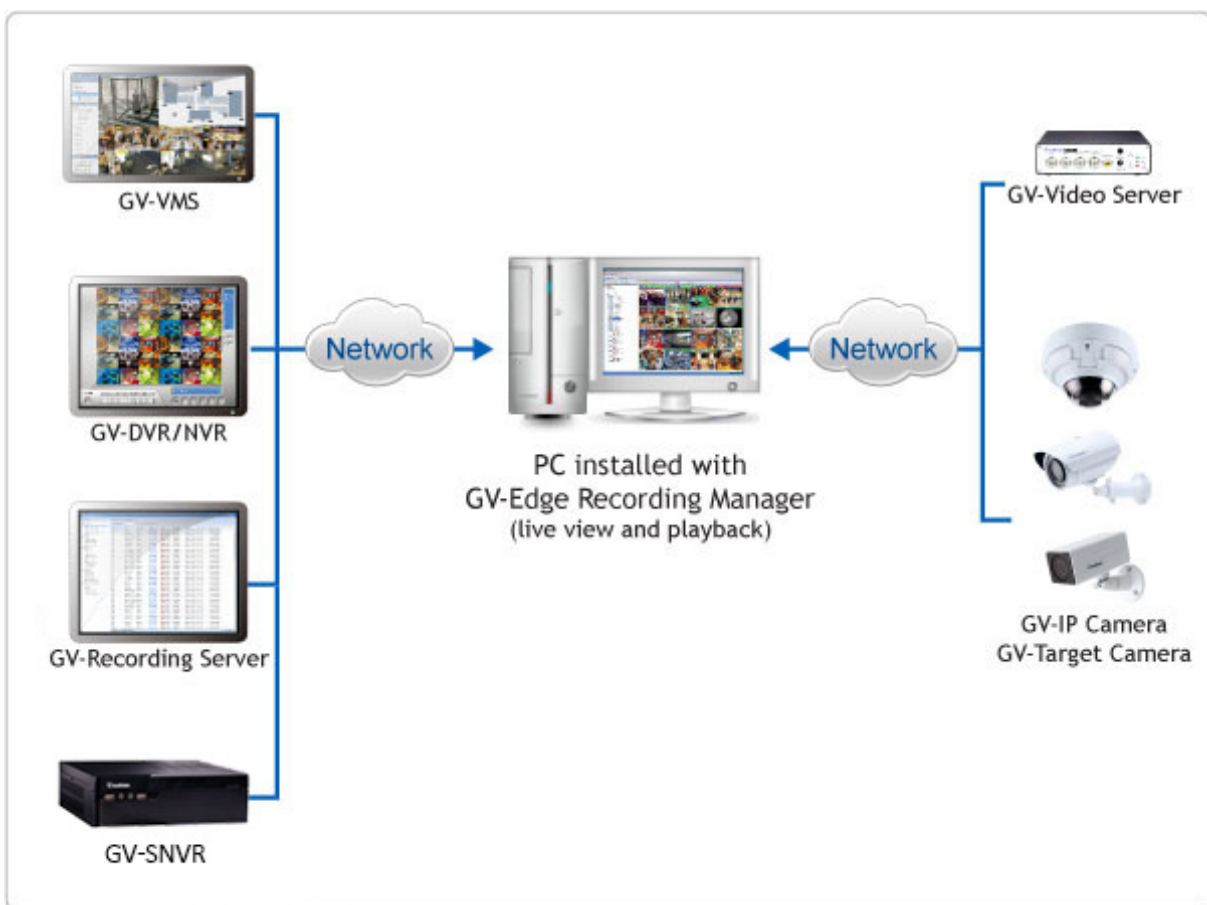 GV-VMS
GV-DVR/NVR
GV-Recording Server
GV-SNVR
Network
PC installed with
GV-Edge Recording Manager
(live view and playback)
Network
GV-Video Server
GV-IP Camera
GV-Target Camera